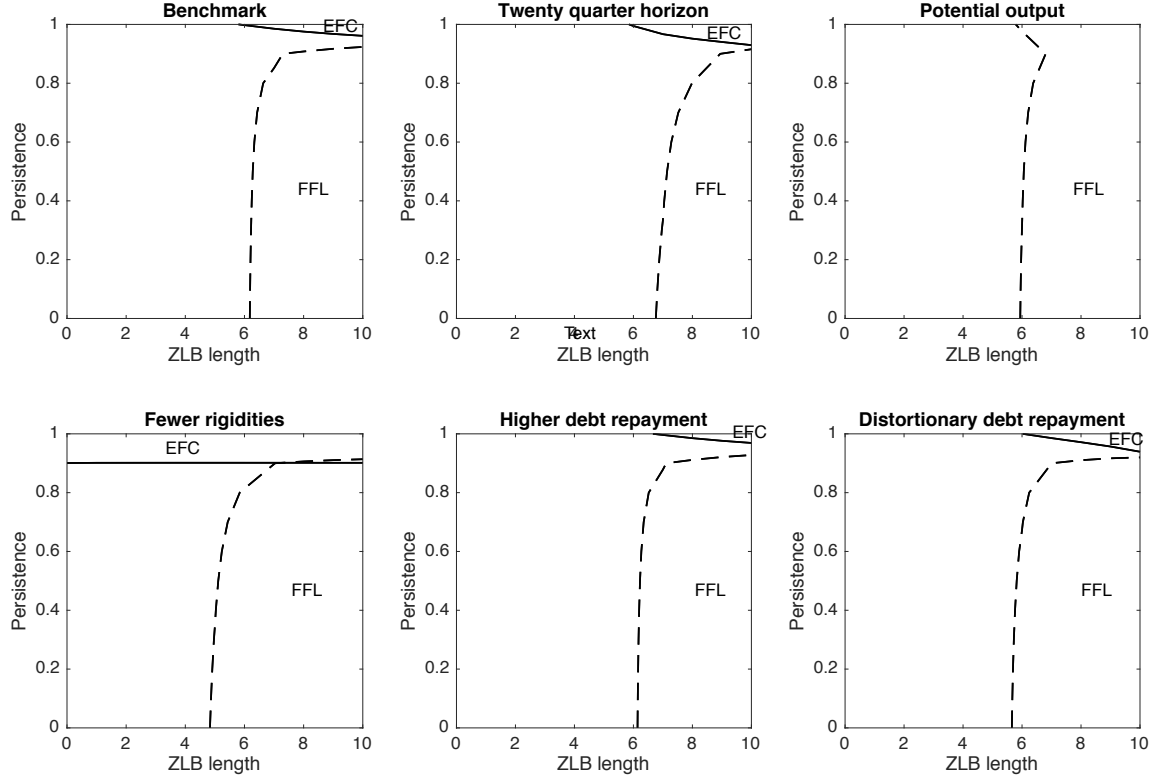 Benchmark
EFC
FFL
Persistence
1
0.8
0.6
0.4
0.2
0
0 2 4 6 8 10
ZLB length
Twenty quarter horizon
EFC
FFL
Persistence
1
0.8
0.6
0.4
0.2
0
0 2 4 6 8 10
Text
ZLB length
Potential output
FFL
Persistence
1
0.8
0.6
0.4
0.2
0
0 2 4 6 8 10
ZLB length
Fewer rigidities
EFC
FFL
Persistence
1
0.8
0.6
0.4
0.2
0
0 2 4 6 8 10
ZLB length
Higher debt repayment
EFC
FFL
Persistence
1
0.8
0.6
0.4
0.2
0
0 2 4 6 8 10
ZLB length
Distortionary debt repayment
EFC
FFL
Persistence
1
0.8
0.6
0.4
0.2
0
0 2 4 6 8 10
ZLB length